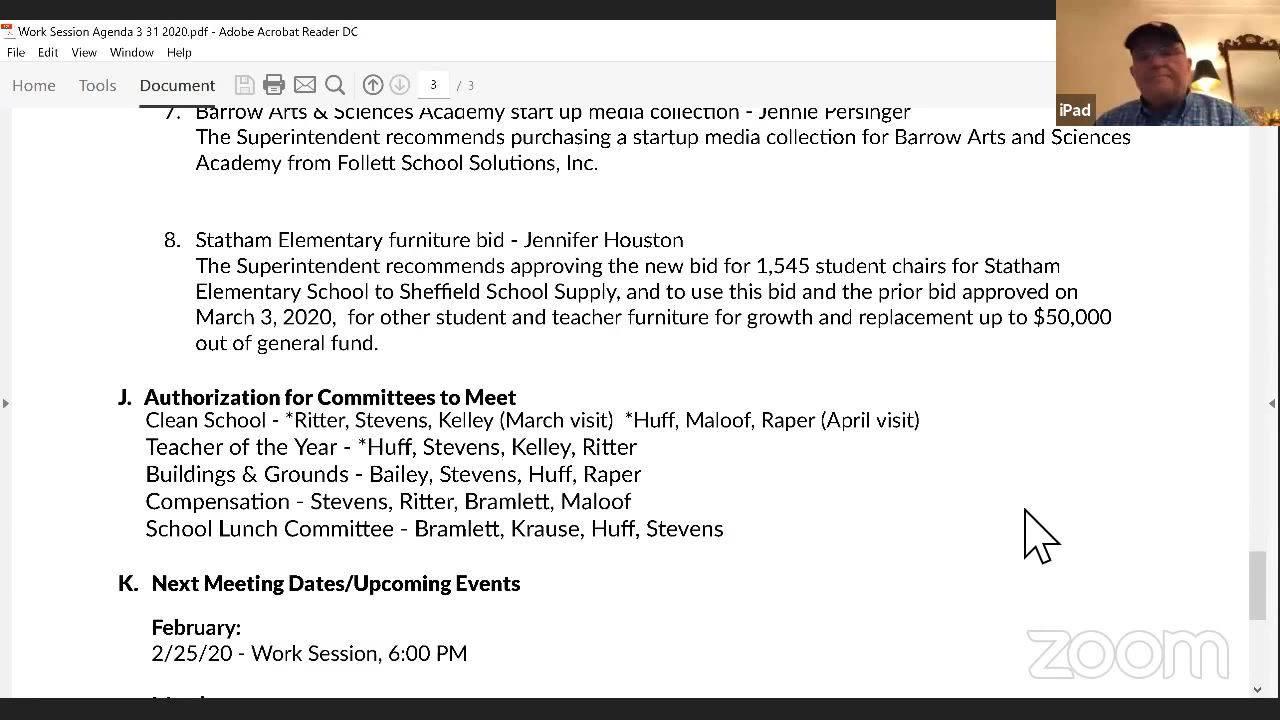 Work Session Agenda 3 31 2020.pdf - Adobe Acrobat Reader DC
File Edit View Window Help
Home Tools Document 3 / 3
iPad
7. Barrow Arts & Sciences Academy start up media collection - Jennie Persinger
The Superintendent recommends purchasing a startup media collection for Barrow Arts and Sciences
Academy from Follett School Solutions, Inc.
8. Statham Elementary furniture bid - Jennifer Houston
The Superintendent recommends approving the new bid for 1,545 student chairs for Statham
Elementary School to Sheffield School Supply, and to use this bid and the prior bid approved on
March 3, 2020, for other student and teacher furniture for growth and replacement up to $50,000
out of general fund.
J. Authorization for Committees to Meet
Clean School - *Ritter, Stevens, Kelley (March visit) *Huff, Maloof, Raper (April visit)
Teacher of the Year - *Huff, Stevens, Kelley, Ritter
Buildings & Grounds - Bailey, Stevens, Huff, Raper
Compensation - Stevens, Ritter, Bramlett, Maloof
School Lunch Committee - Bramlett, Krause, Huff, Stevens
K. Next Meeting Dates/Upcoming Events
February:
2/25/20 - Work Session, 6:00 PM
zoom